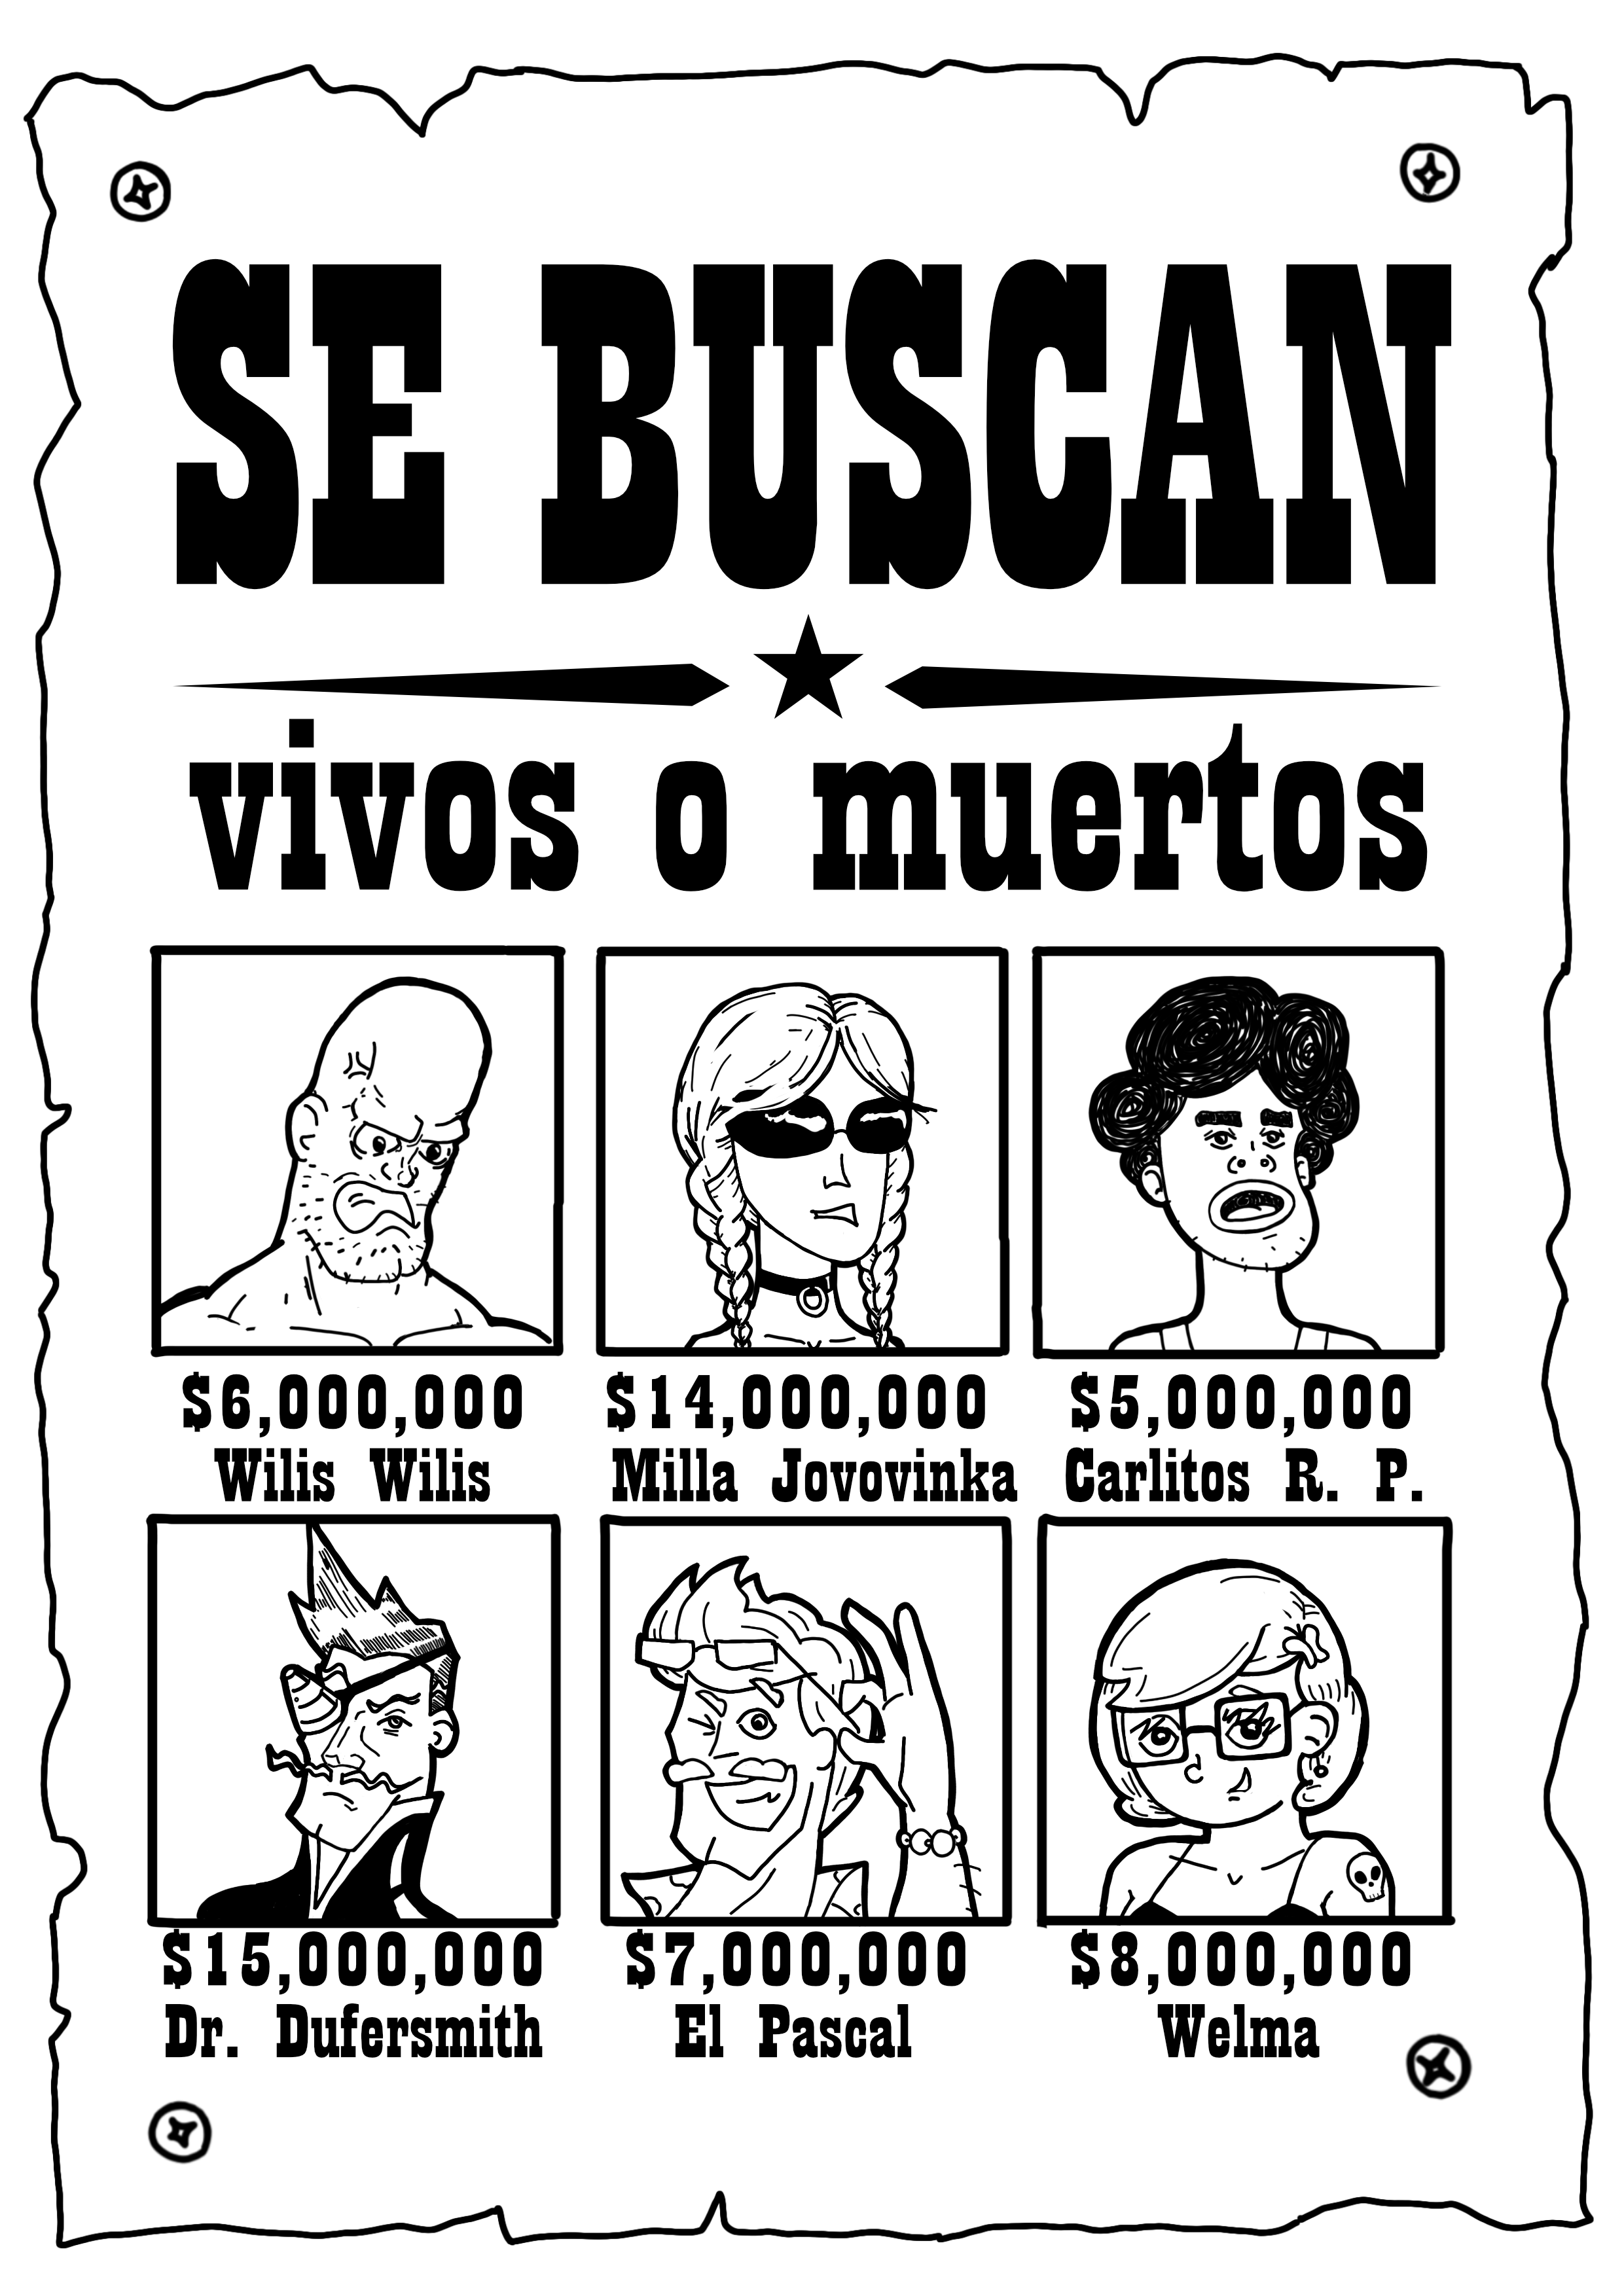 SE BUSCAN
vivos o muertos
$6,000,000 $14,000,000 $5,000,000
Wilis Wilis Milla Jovovinka Carlitos R. P.
$15,000,000 $7,000,000 $8,000,000
Dr. Dufersmith El Pascal Welma